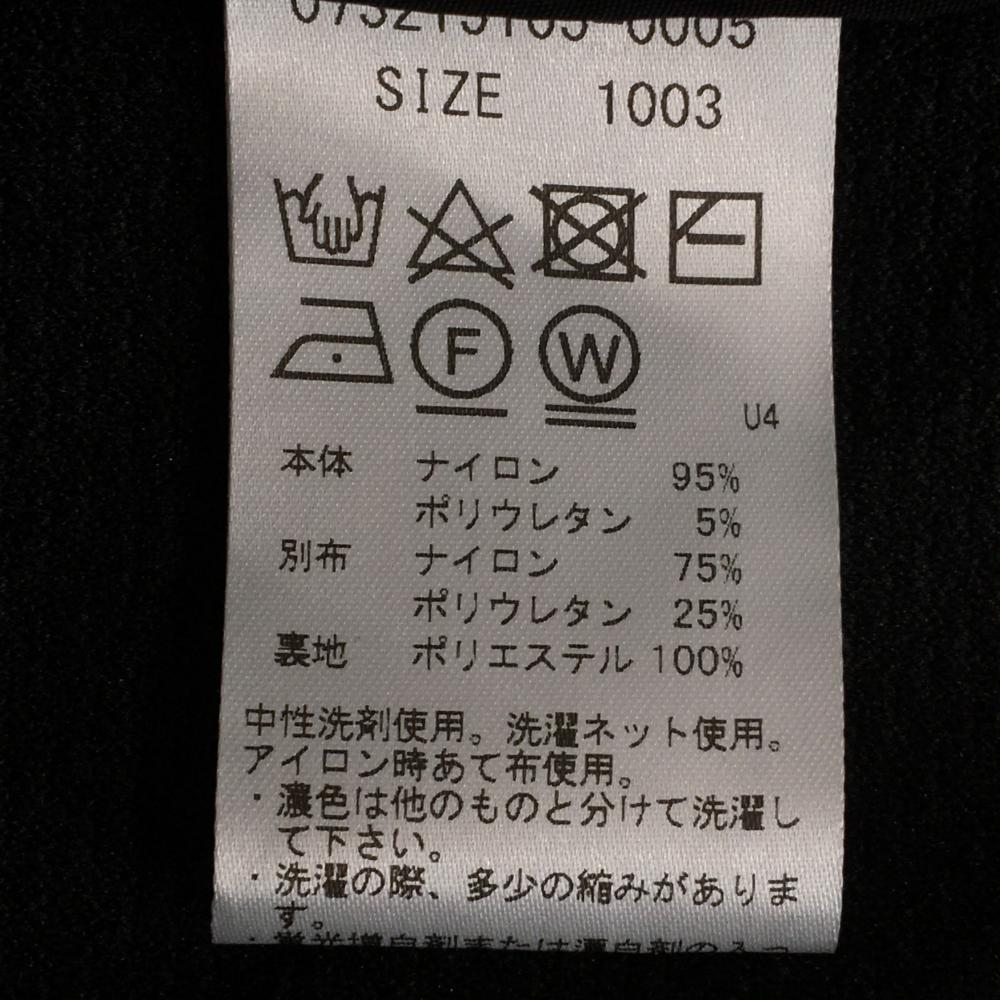 073215105-0005
SIZE 1003
F W
U4
本体 ナイロン 95%
ポリウレタン 5%
別布 ナイロン 75%
ポリウレタン 25%
裏地 ポリエステル 100%
中性洗剤使用。洗濯ネット使用。
アイロン時あて布使用。
・濃色は他のものと分けて洗濯し
て下さい。
・洗濯の際、多少の縮みがありま
す。